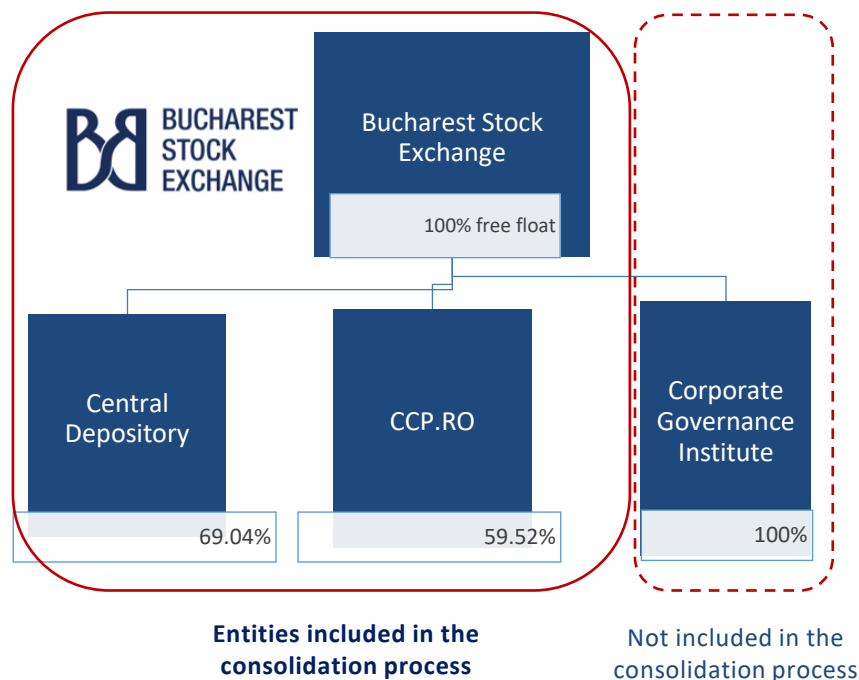 BUCHAREST
STOCK
EXCHANGE
Bucharest Stock
Exchange
100% free float
Central
Depository
69.04%
CCP.RO
59.52%
Corporate
Governance
Institute
100%
Entities included in the
consolidation process
Not included in the
consolidation process